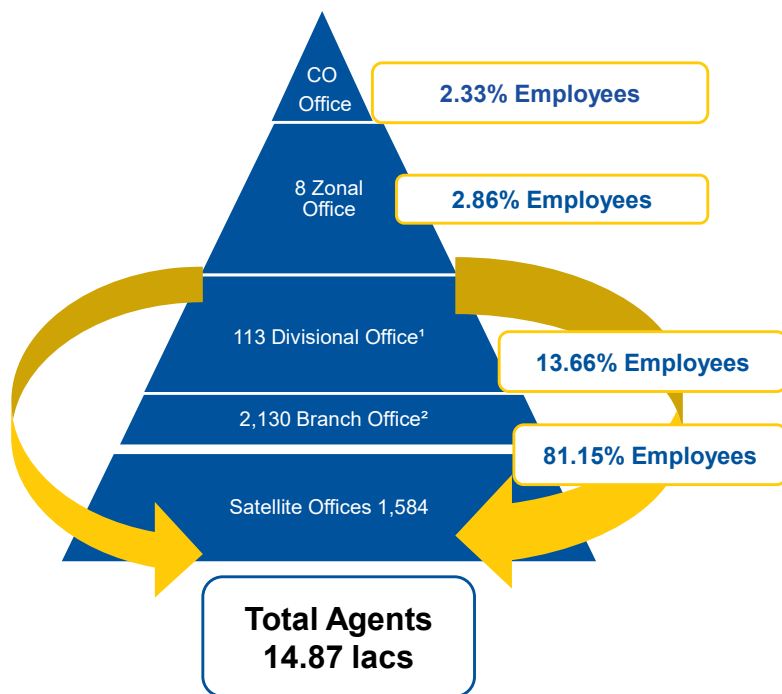 CO
Office
2.33% Employees
8 Zonal
Office
2.86% Employees
113 Divisional Office¹
13.66% Employees
2,130 Branch Office²
81.15% Employees
Satellite Offices 1,584
Total Agents
14.87 lacs